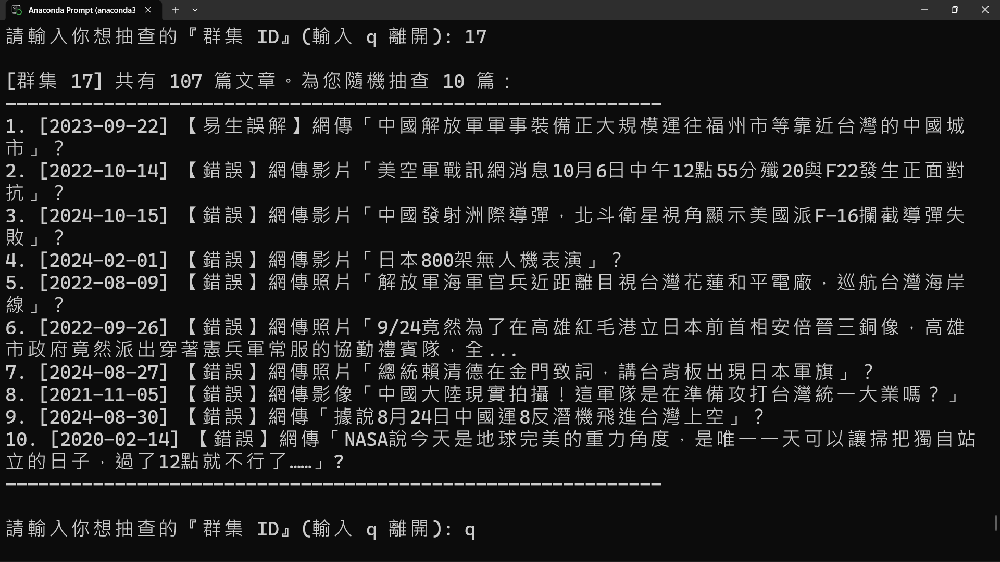 Anaconda Prompt (anaconda3
請輸入你想抽查的『群集 ID』(輸入 q 離開): 17
[群集 17] 共有 107 篇文章。為您隨機抽查 10 篇：
------------------------------------------------------------
1. [2023-09-22] 【易生誤解】網傳「中國解放軍軍事裝備正大規模運往福州市等靠近台灣的中國城
市」？
2. [2022-10-14] 【錯誤】網傳影片「美空軍戰訊網消息10月6日中午12點55分殲20與F22發生正面對
抗」？
3. [2024-10-15] 【錯誤】網傳影片「中國發射洲際導彈，北斗衛星視角顯示美國派F-16攔截導彈失
敗」？
4. [2024-02-01] 【錯誤】網傳影片「日本800架無人機表演」？
5. [2022-08-09] 【錯誤】網傳照片「解放軍海軍官兵近距離目視台灣花蓮和平電廠，巡航台灣海岸
線」？
6. [2022-09-26] 【錯誤】網傳照片「9/24竟然為了在高雄紅毛港立日本前首相安倍晉三銅像，高雄
市政府竟然派出穿著憲兵軍常服的協勤禮賓隊，全...
7. [2024-08-27] 【錯誤】網傳照片「總統賴清德在金門致詞，講台背板出現日本軍旗」？
8. [2021-11-05] 【錯誤】網傳影像「中國大陸現實拍攝！這軍隊是在準備攻打台灣統一大業嗎？」
9. [2024-08-30] 【錯誤】網傳「據說8月24日中國運8反潛機飛進台灣上空」？
10. [2020-02-14] 【錯誤】網傳「NASA說今天是地球完美的重力角度，是唯一一天可以讓掃把獨自站
立的日子，過了12點就不行了……」?
------------------------------------------------------------
請輸入你想抽查的『群集 ID』(輸入 q 離開): q